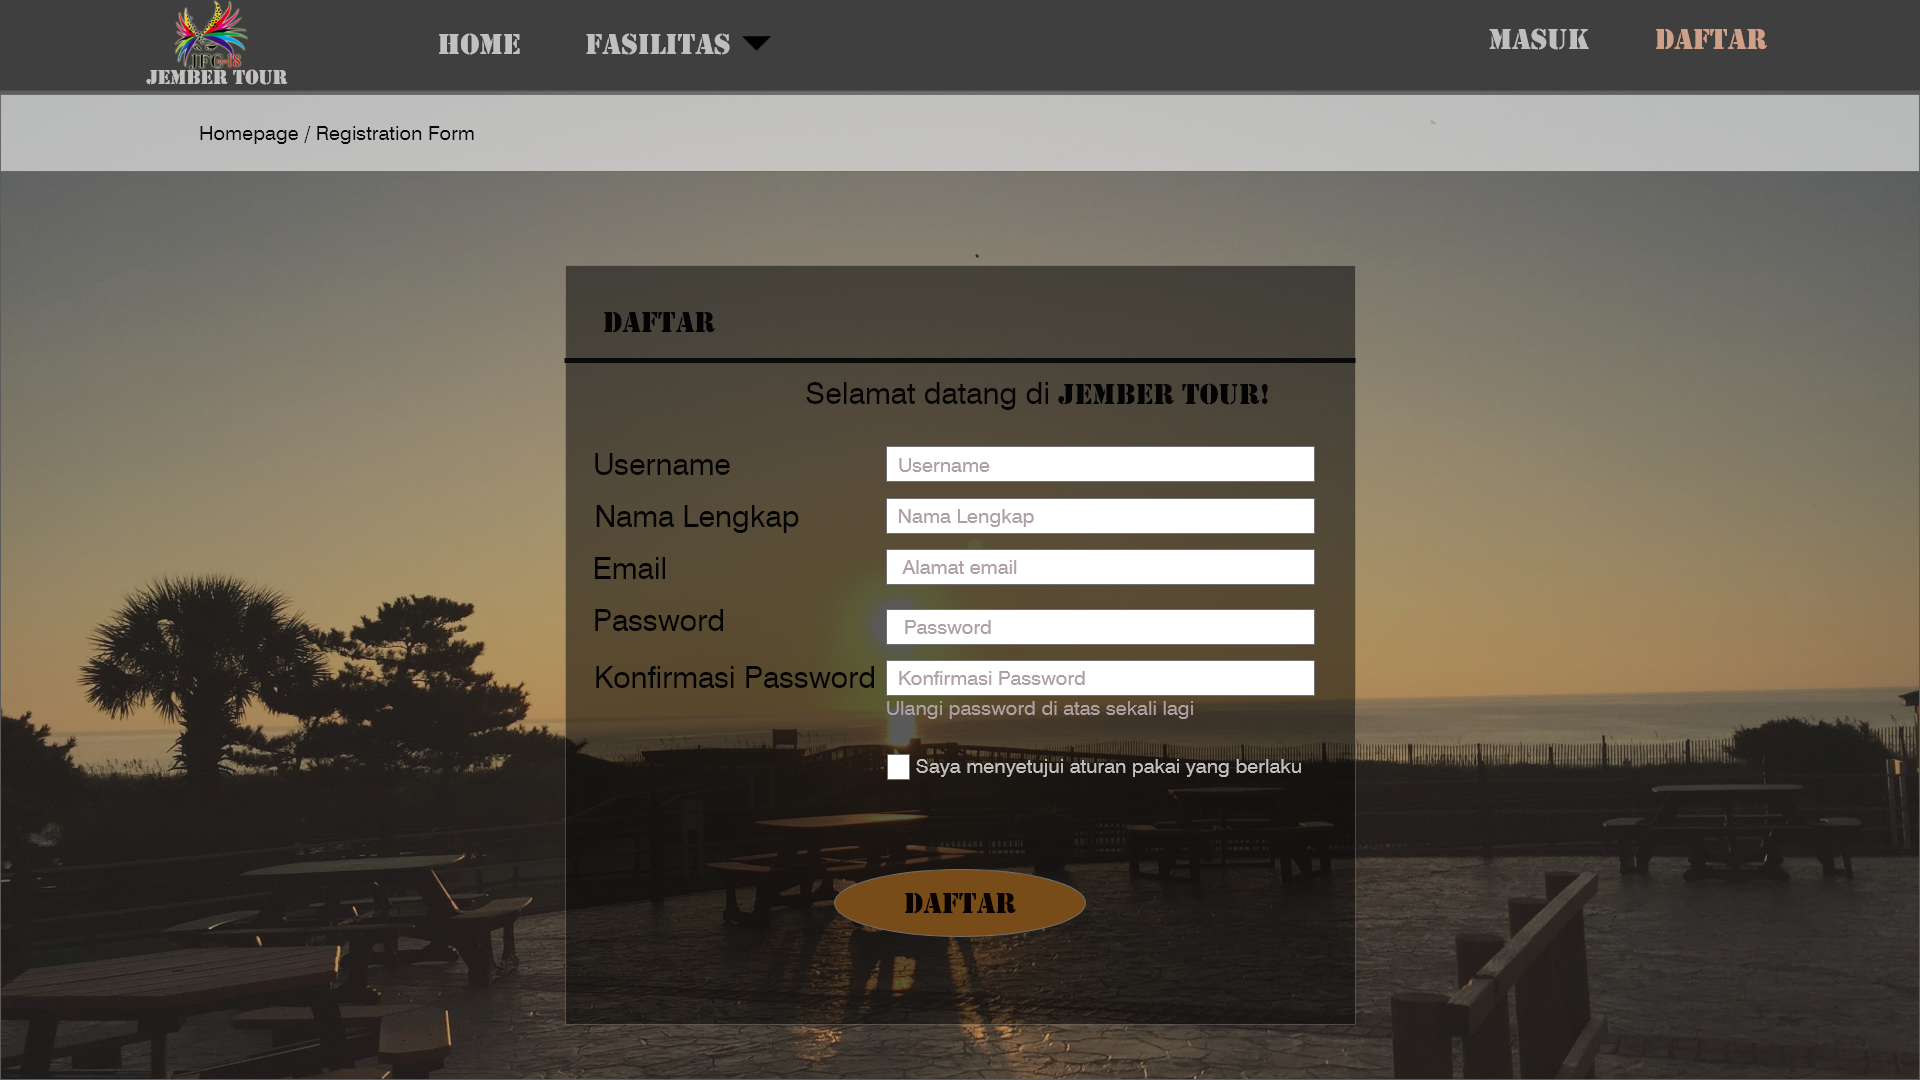 JFC-18
JEMBER TOUR
HOME
FASILITAS
MASUK
DAFTAR
Homepage / Registration Form
DAFTAR
Selamat datang di JEMBER TOUR!
Username
Username
Nama Lengkap
Nama Lengkap
Email
Alamat email
Password
Password
Konfirmasi Password
Konfirmasi Password
Ulangi password di atas sekali lagi
Saya menyetujui aturan pakai yang berlaku
DAFTAR